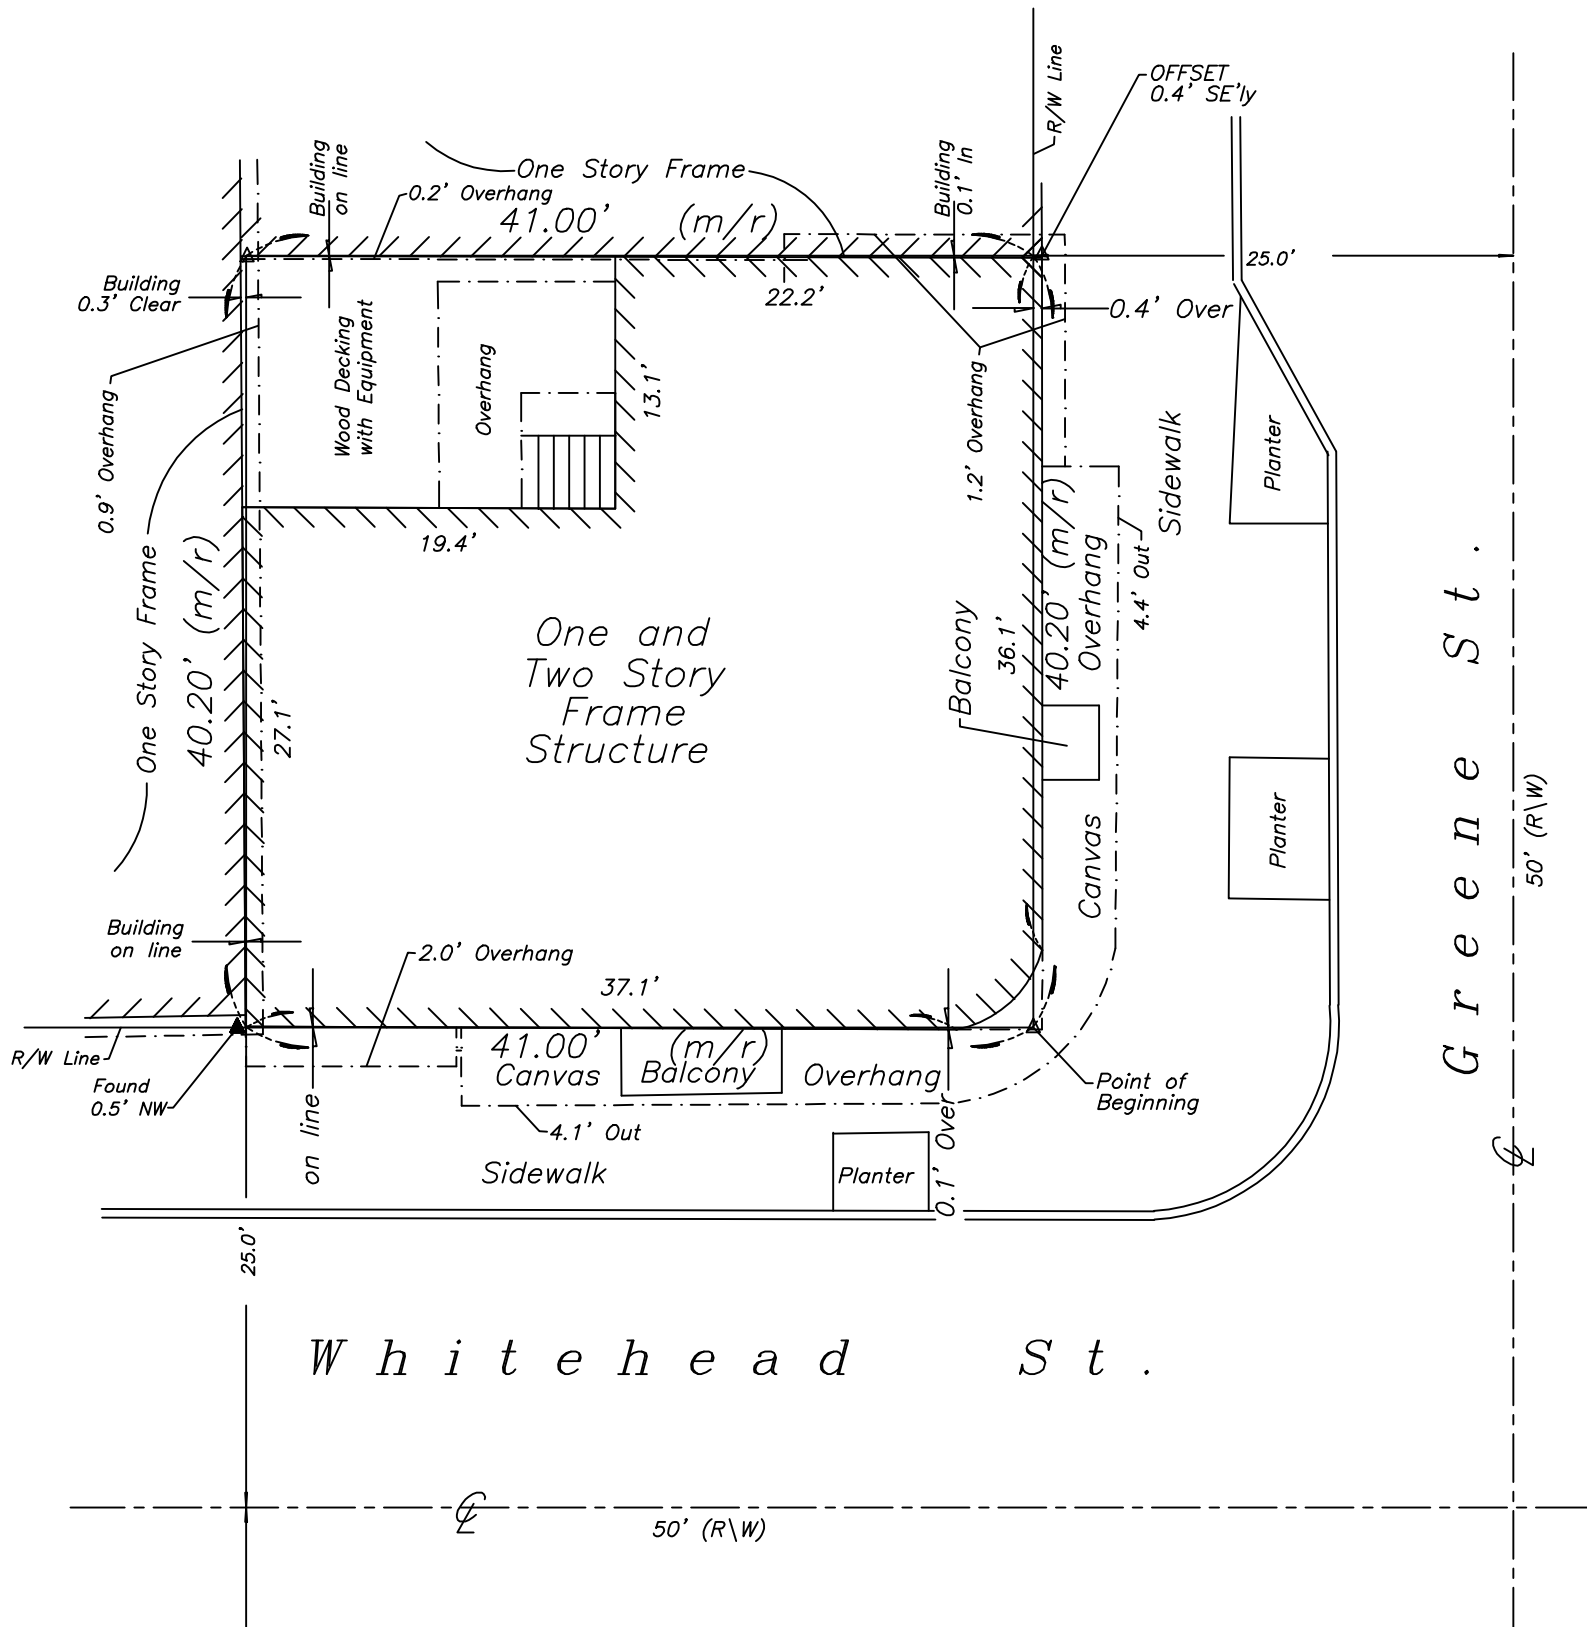 R/W Line
OFFSET
0.4' SE'ly
Building
on line
One Story Frame
0.2' Overhang
41.00' (m/r)
Building
0.1' In
25.0'
Building
0.3' Clear
22.2'
0.4' Over
Wood Decking
with Equipment
Overhang
13.1'
1.2' Overhang
0.9' Overhang
19.4'
Sidewalk
Planter
4.4' Out
40.20' (m/r)
Overhang
One Story Frame
40.20' (m/r)
27.1'
One and
Two Story
Frame
Structure
Balcony
36.1'
Canvas
Planter
Greene St.
50' (R\W)
Building
on line
2.0' Overhang
37.1'
R/W Line
Found
0.5' NW
41.00' (m/r)
Canvas
Balcony
Overhang
Point of
Beginning
on line
4.1' Out
0.1' Over
Sidewalk
Planter
℄
25.0'
Whitehead St.
℄
50' (R\W)